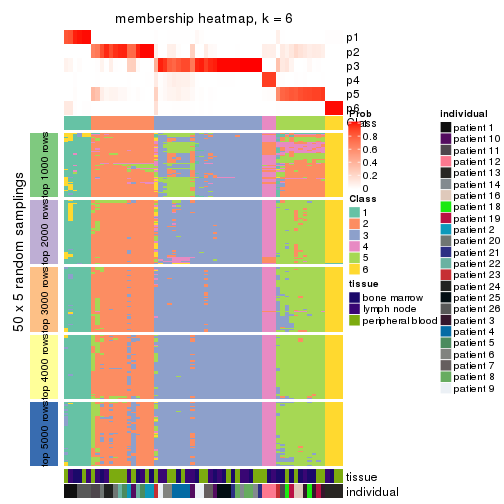 membership heatmap, k = 6
p1
p2
p3
p4
p5
p6
Prob
1
0.8
0.6
0.4
0.2
0
Class
Class
1
2
3
4
5
6
tissue
bone marrow
lymph node
peripheral blood
individual
patient 1
patient 10
patient 11
patient 12
patient 13
patient 14
patient 16
patient 18
patient 19
patient 2
patient 20
patient 21
patient 22
patient 23
patient 24
patient 25
patient 26
patient 3
patient 4
patient 5
patient 6
patient 7
patient 8
patient 9
50 x 5 random samplings
top 1000 rows
top 2000 rows
top 3000 rows
top 4000 rows
top 5000 rows
tissue
individual